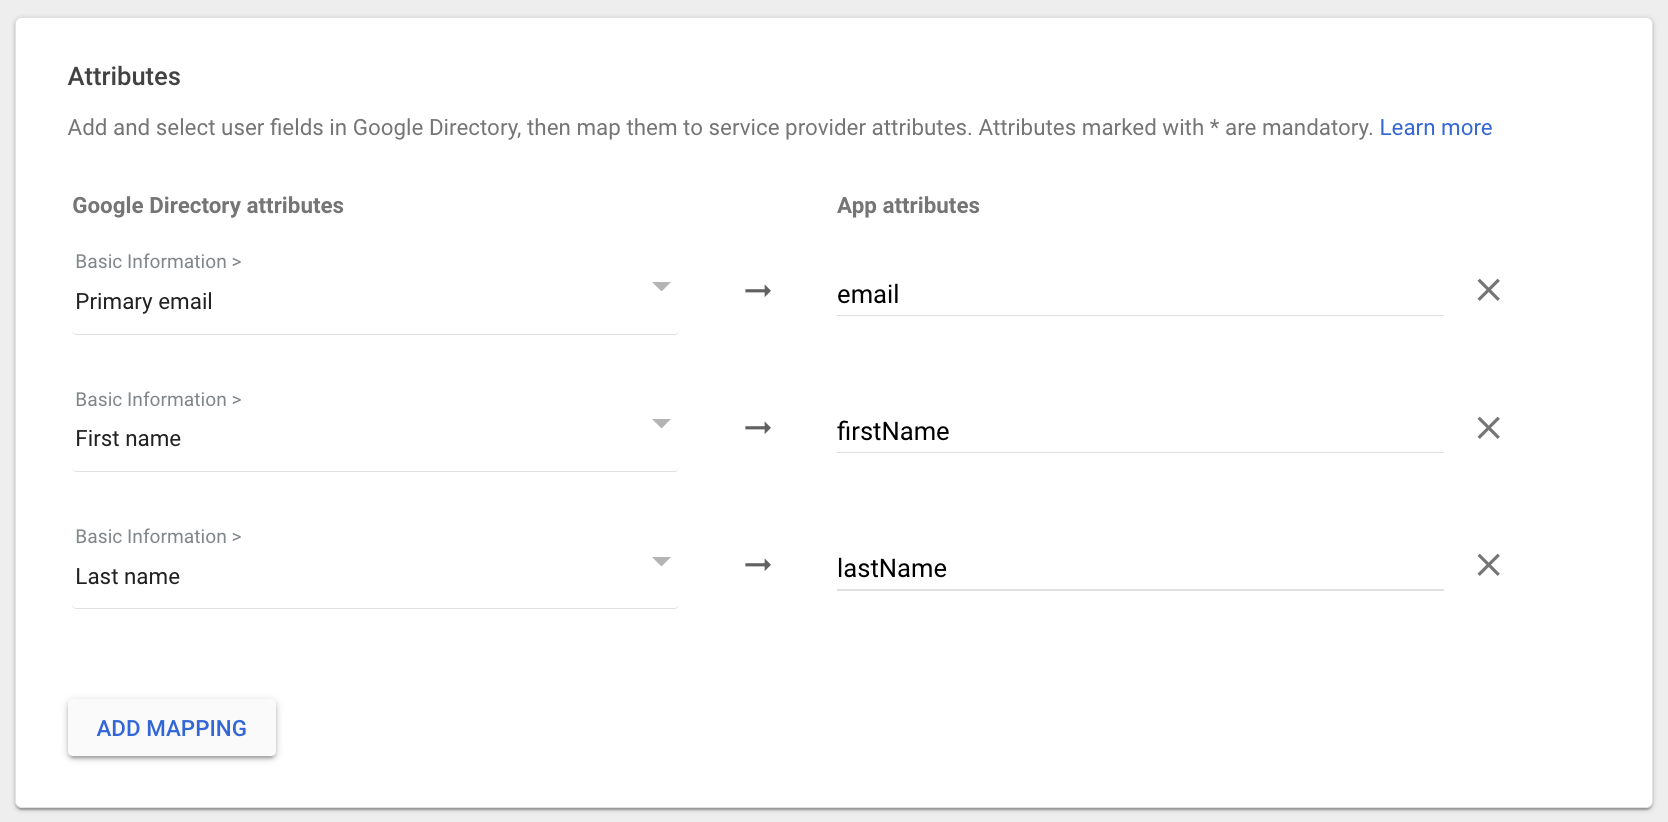 Attributes
Add and select user fields in Google Directory, then map them to service provider attributes. Attributes marked with * are mandatory. Learn more
Google Directory attributes
App attributes
Basic Information >
Primary email
email
Basic Information >
First name
firstName
Basic Information >
Last name
lastName
ADD MAPPING